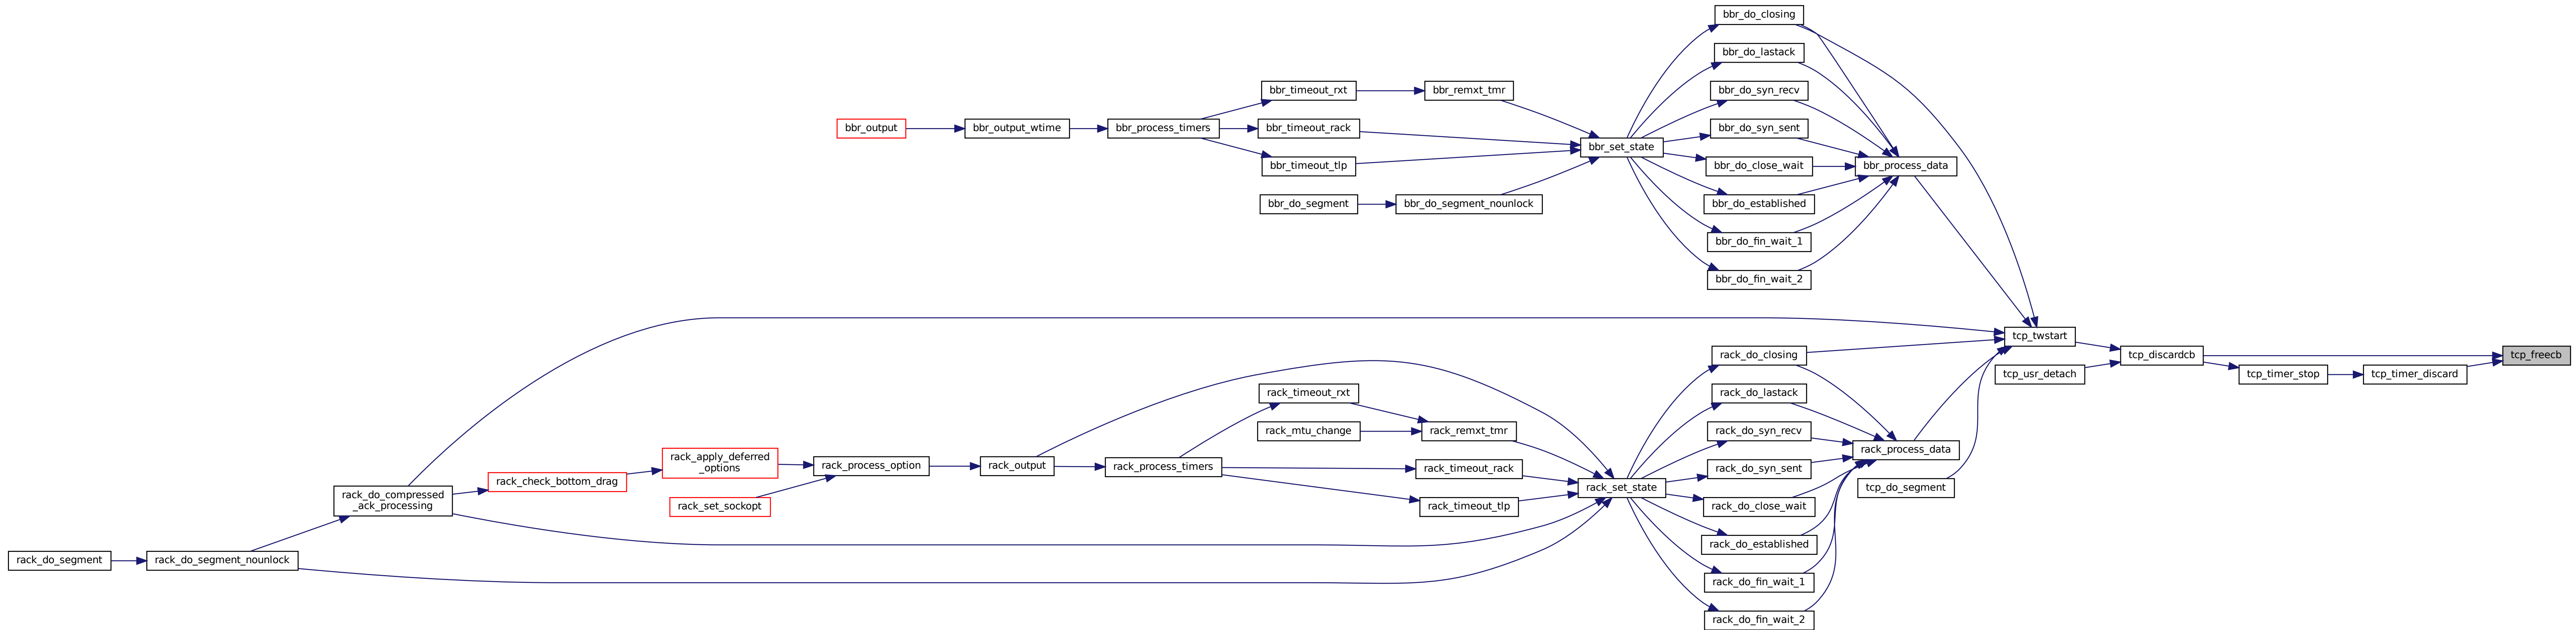 bbr_do_closing
bbr_do_lastack
bbr_timeout_rxt
bbr_remxt_tmr
bbr_do_syn_recv
bbr_output
bbr_output_wtime
bbr_process_timers
bbr_timeout_rack
bbr_do_syn_sent
bbr_set_state
bbr_timeout_tlp
bbr_do_close_wait
bbr_process_data
bbr_do_segment
bbr_do_segment_nounlock
bbr_do_established
bbr_do_fin_wait_1
bbr_do_fin_wait_2
tcp_twstart
rack_do_closing
tcp_discardcb
tcp_freecb
tcp_usr_detach
tcp_timer_stop
tcp_timer_discard
rack_timeout_rxt
rack_do_lastack
rack_mtu_change
rack_remxt_tmr
rack_do_syn_recv
rack_process_data
rack_apply_deferred
_options
rack_process_option
rack_output
rack_process_timers
rack_timeout_rack
rack_do_syn_sent
rack_check_bottom_drag
rack_set_state
tcp_do_segment
rack_do_compressed
_ack_processing
rack_set_sockopt
rack_timeout_tlp
rack_do_close_wait
rack_do_established
rack_do_segment
rack_do_segment_nounlock
rack_do_fin_wait_1
rack_do_fin_wait_2